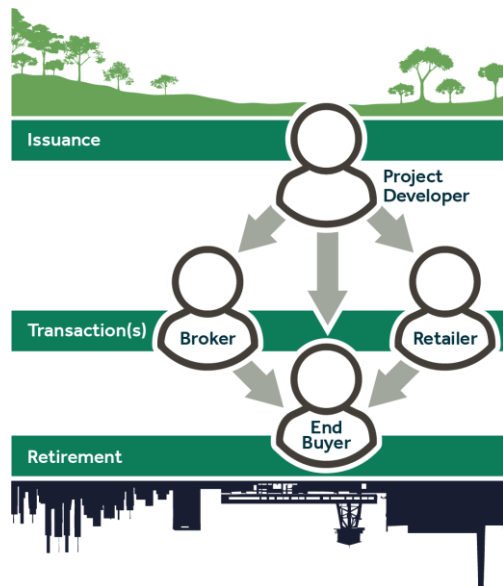 Issuance
Project
Developer
Transaction(s)
Broker
Retailer
End
Buyer
Retirement